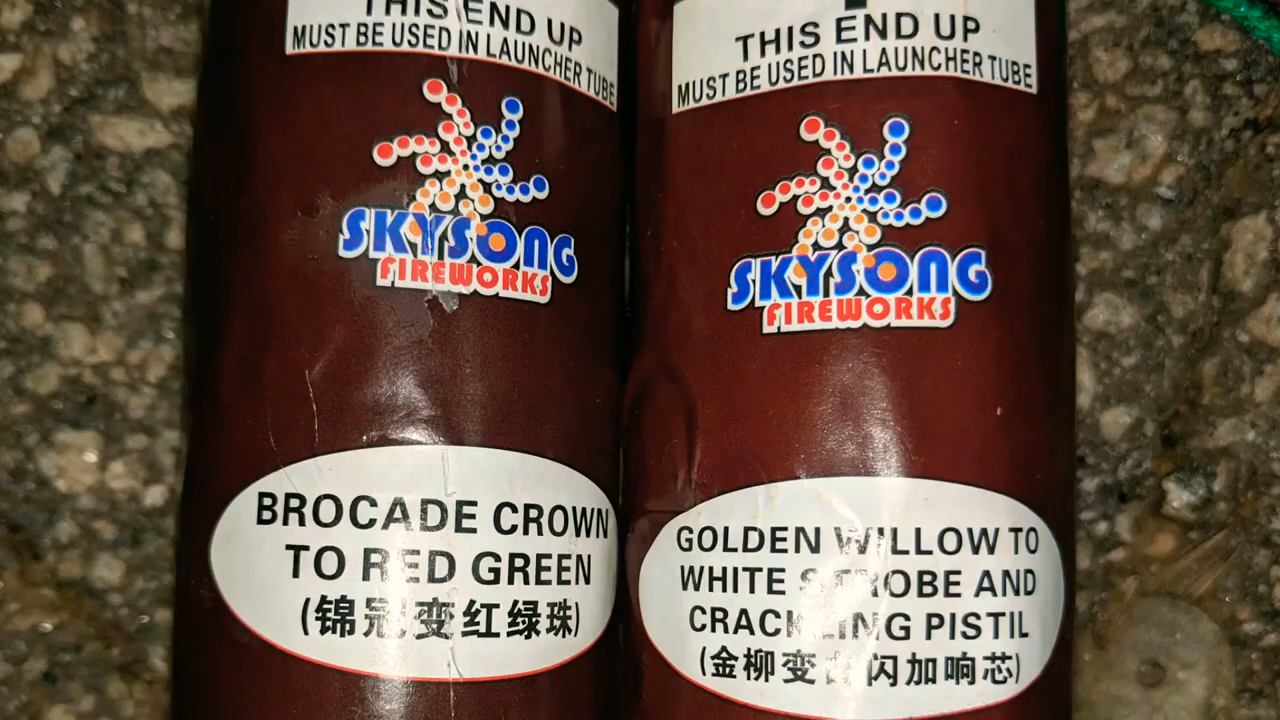 THIS END UP
MUST BE USED IN LAUNCHER TUBE
SKYSONG
FIREWORKS
BROCADE CROWN
TO RED GREEN
(锦冠变红绿珠)
THIS END UP
MUST BE USED IN LAUNCHER TUBE
SKYSONG
FIREWORKS
GOLDEN WILLOW TO
WHITE STROBE AND
CRACKLING PISTIL
(金柳变白闪加响芯)